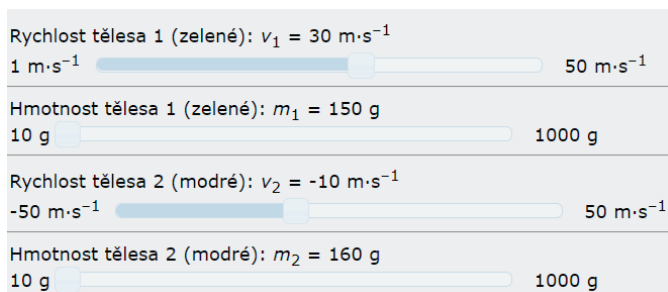 Rychlost tělesa 1 (zelené): v₁ = 30 m·s⁻¹
1 m·s⁻¹ 50 m·s⁻¹
Hmotnost tělesa 1 (zelené): m₁ = 150 g
10 g 1000 g
Rychlost tělesa 2 (modré): v₂ = -10 m·s⁻¹
-50 m·s⁻¹ 50 m·s⁻¹
Hmotnost tělesa 2 (modré): m₂ = 160 g
10 g 1000 g